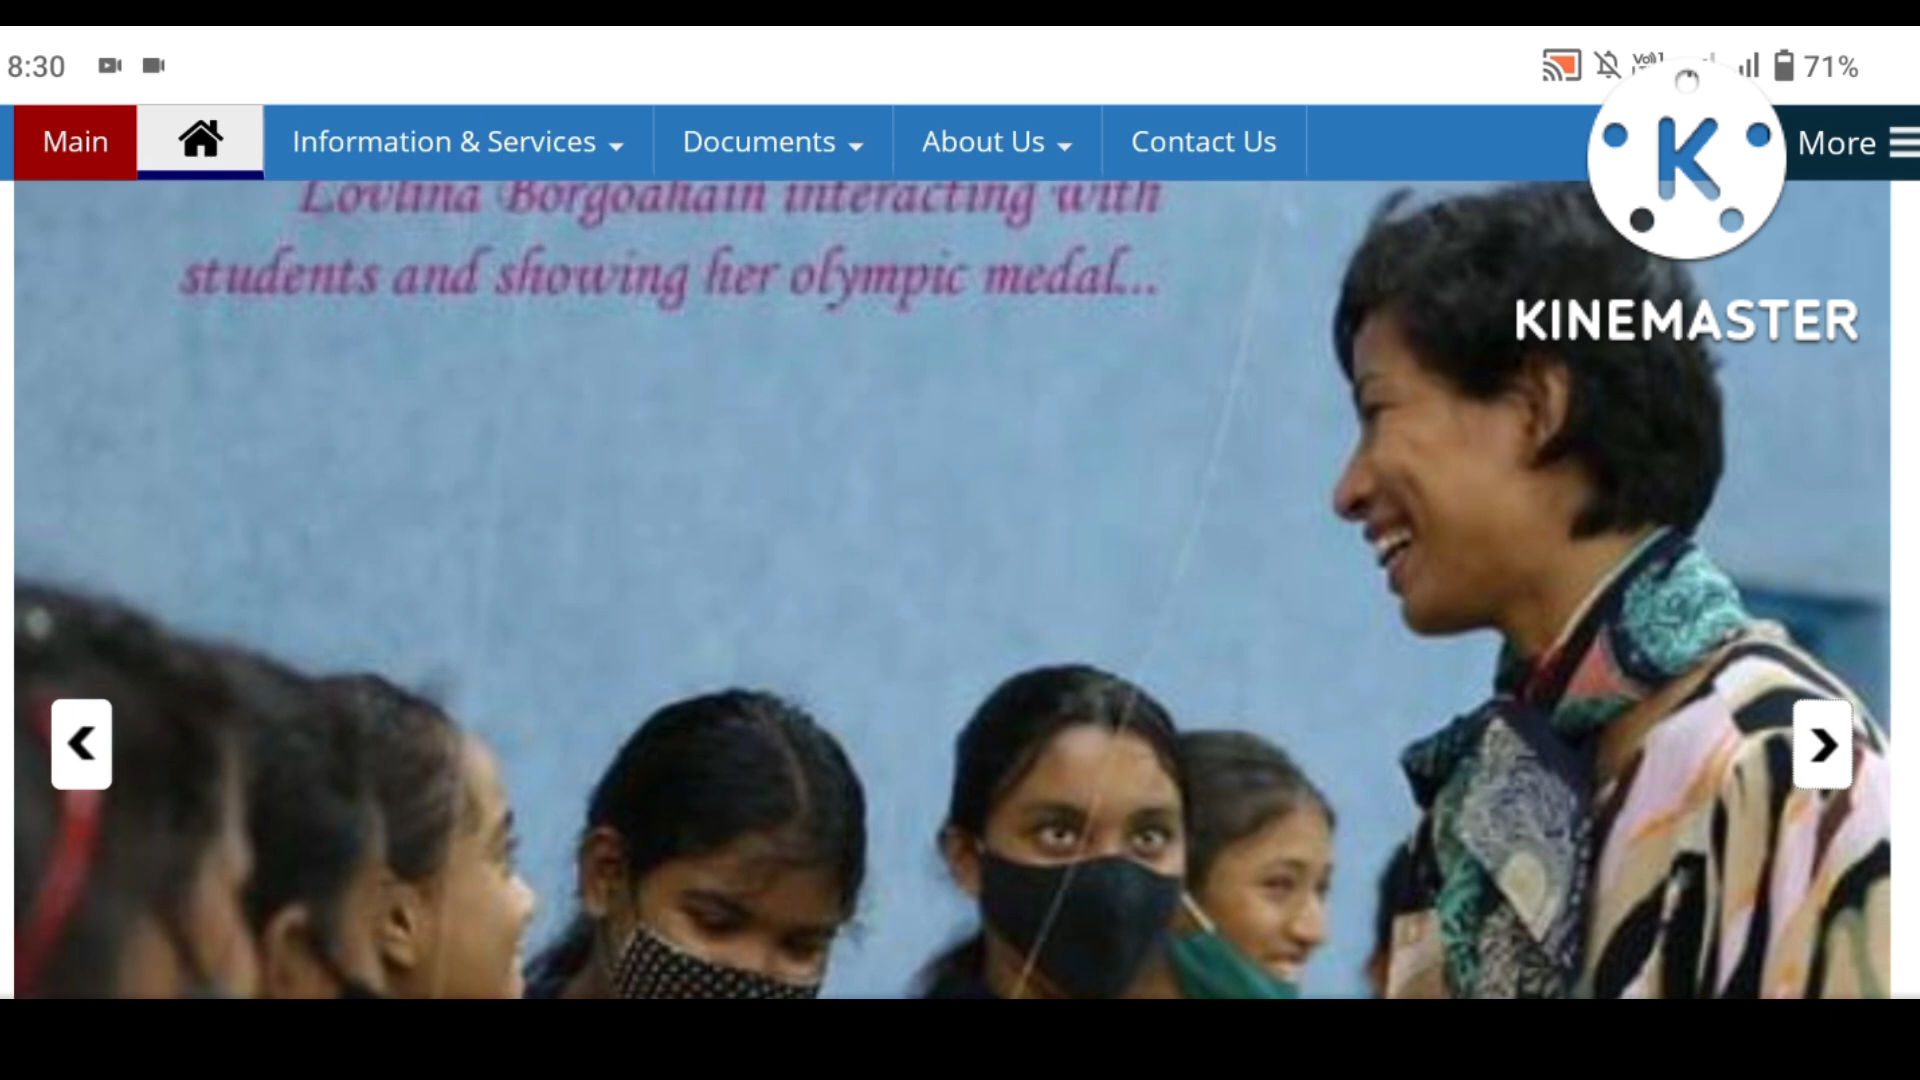 8:30
Vo)) 71%
Main Information & Services Documents About Us Contact Us More
K
KINEMASTER
Lovlina Borgoahain interacting with
students and showing her olympic medal...